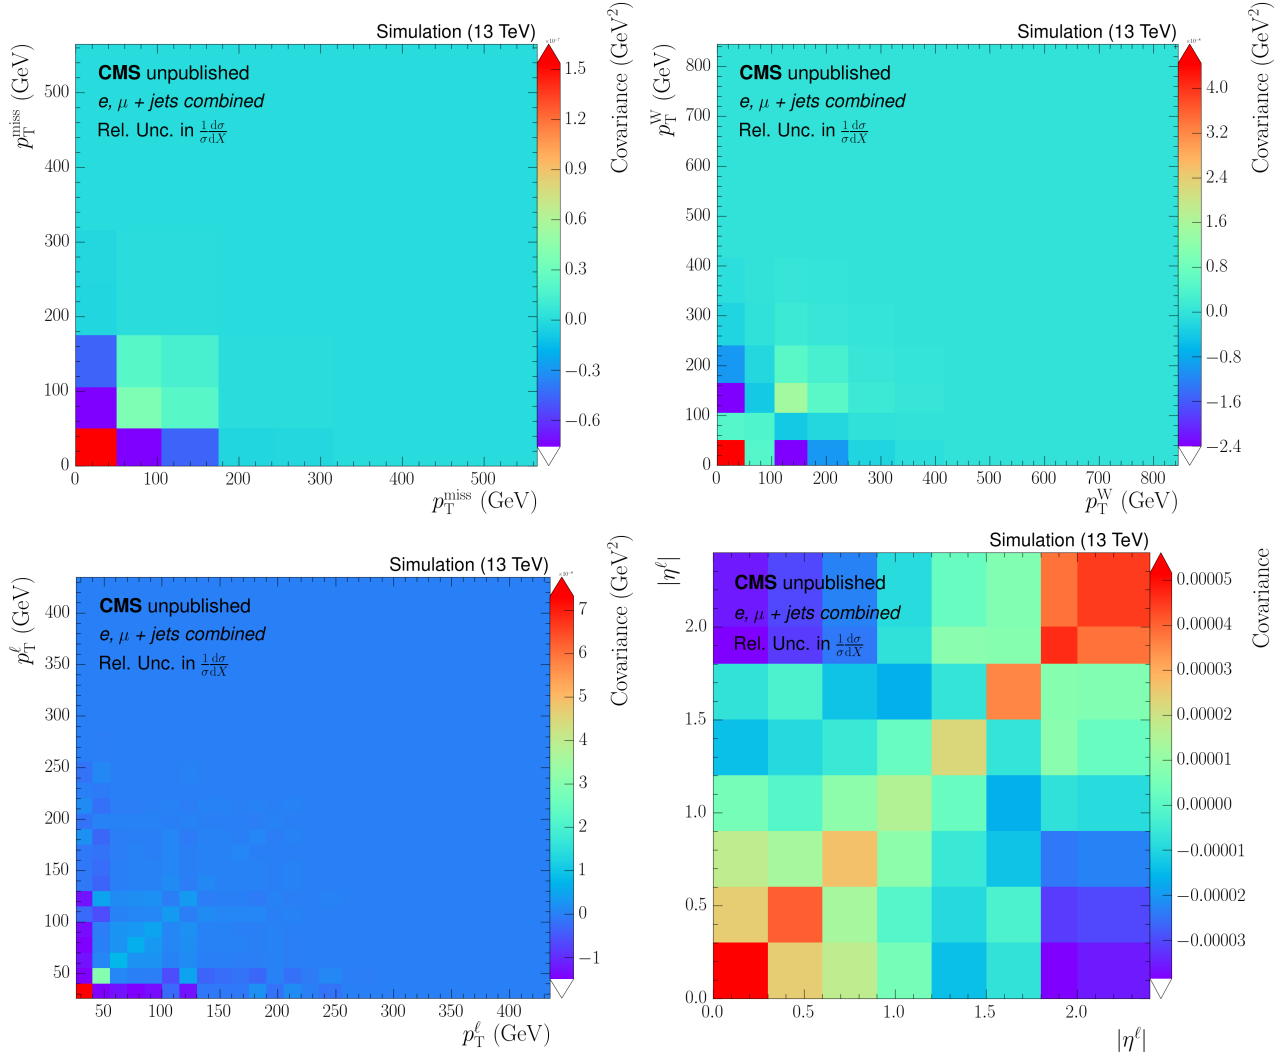 Simulation (13 TeV)
CMS unpublished
e, μ + jets combined
Rel. Unc. in 1/σ dσ/dX
p_T^miss (GeV)
500
400
300
200
100
0
0 100 200 300 400 500
p_T^miss (GeV)
1.5
1.2
0.9
0.6
0.3
0.0
−0.3
−0.6
Covariance (GeV²)
Simulation (13 TeV)
CMS unpublished
e, μ + jets combined
Rel. Unc. in 1/σ dσ/dX
p_T^W (GeV)
800
700
600
500
400
300
200
100
0
0 100 200 300 400 500 600 700 800
p_T^W (GeV)
4.0
3.2
2.4
1.6
0.8
0.0
−0.8
−1.6
−2.4
Covariance (GeV²)
Simulation (13 TeV)
CMS unpublished
e, μ + jets combined
Rel. Unc. in 1/σ dσ/dX
p_T^ℓ (GeV)
400
350
300
250
200
150
100
50
50 100 150 200 250 300 350 400
p_T^ℓ (GeV)
7
6
5
4
3
2
1
0
−1
Covariance (GeV²)
Simulation (13 TeV)
CMS unpublished
e, μ + jets combined
Rel. Unc. in 1/σ dσ/dX
|η^ℓ|
2.0
1.5
1.0
0.5
0.0
0.0 0.5 1.0 1.5 2.0
|η^ℓ|
0.00005
0.00004
0.00003
0.00002
0.00001
0.00000
−0.00001
−0.00002
−0.00003
Covariance